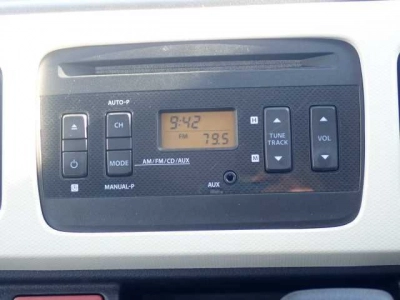 AUTO-P
CH
9:42
FM 79.5
H
TUNE
TRACK
VOL
MODE
AM/FM/CD/AUX
M
MANUAL-P
AUX